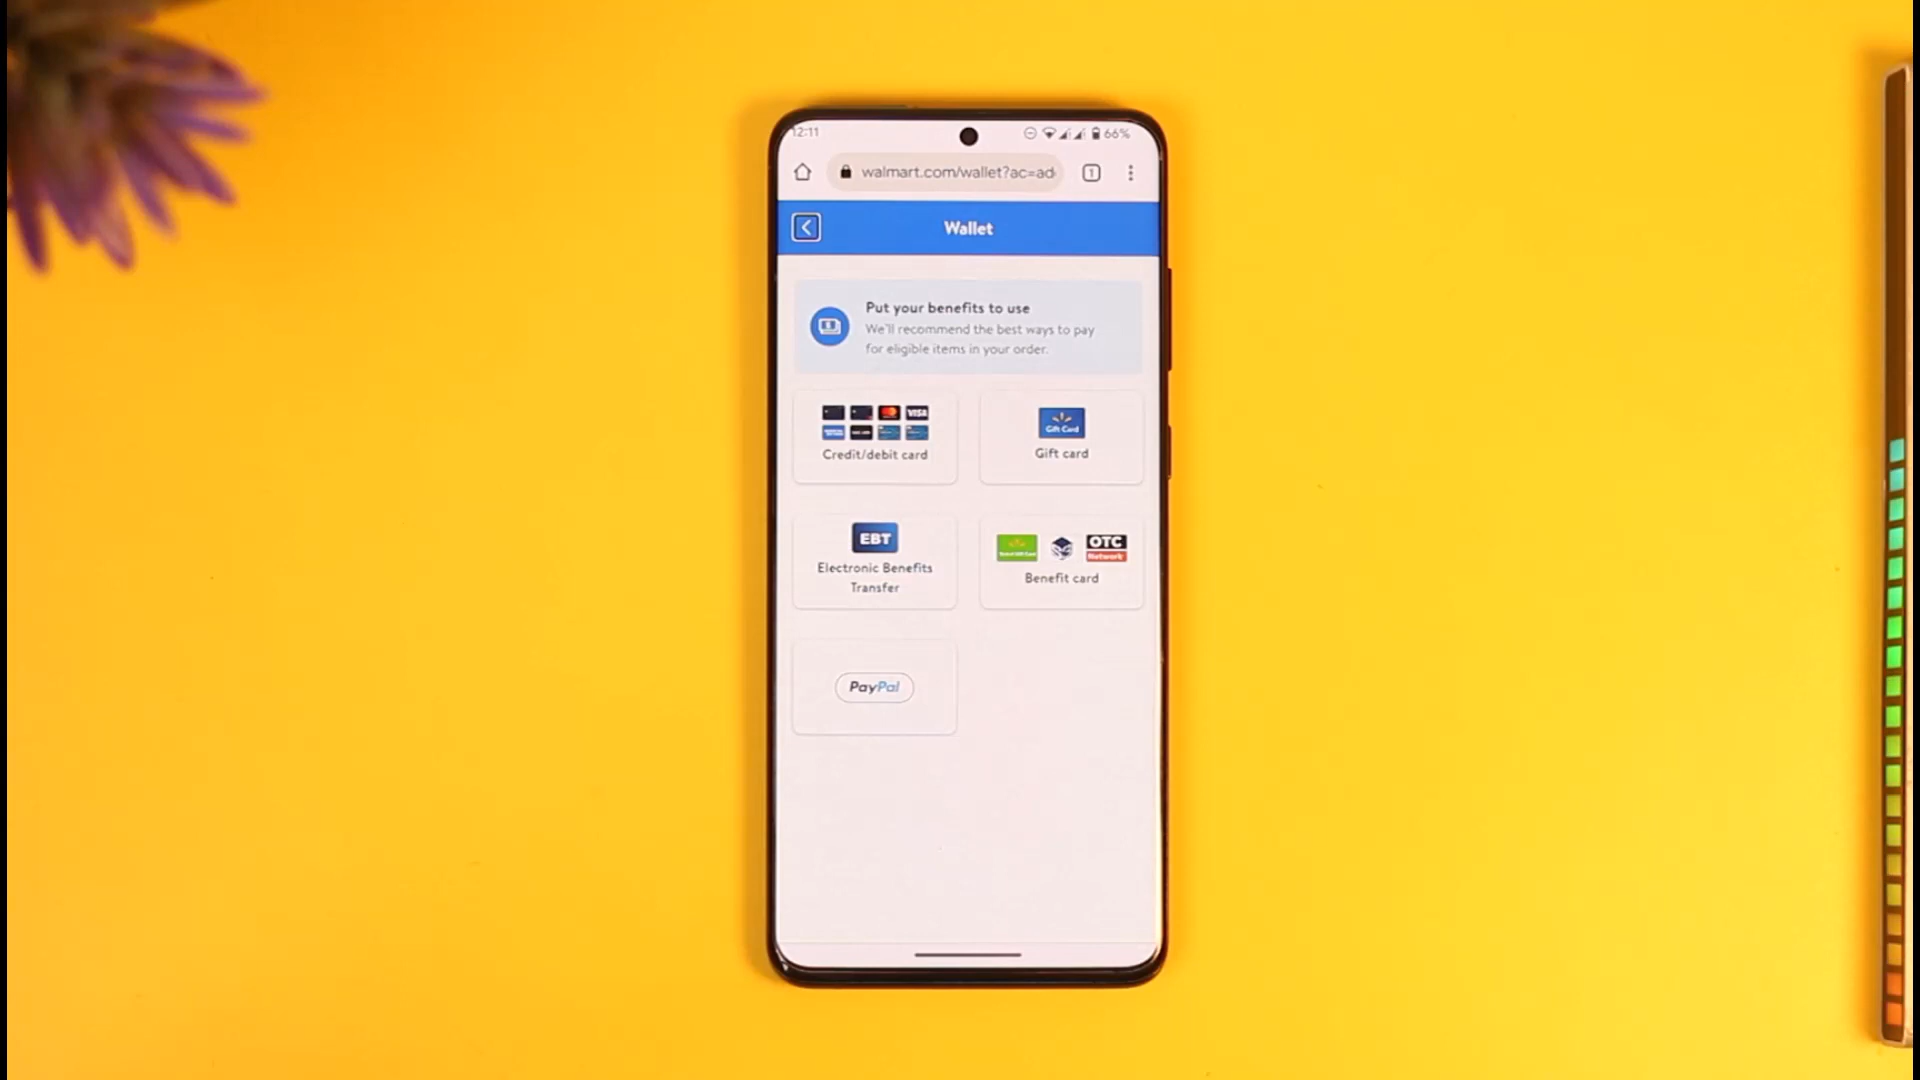 12:11
66%
walmart.com/wallet?ac=ad
1
Wallet
Put your benefits to use
We'll recommend the best ways to pay
for eligible items in your order.
VISA
Credit/debit card
Gift Card
Gift card
EBT
Electronic Benefits
Transfer
OTC
Network
Benefit card
PayPal